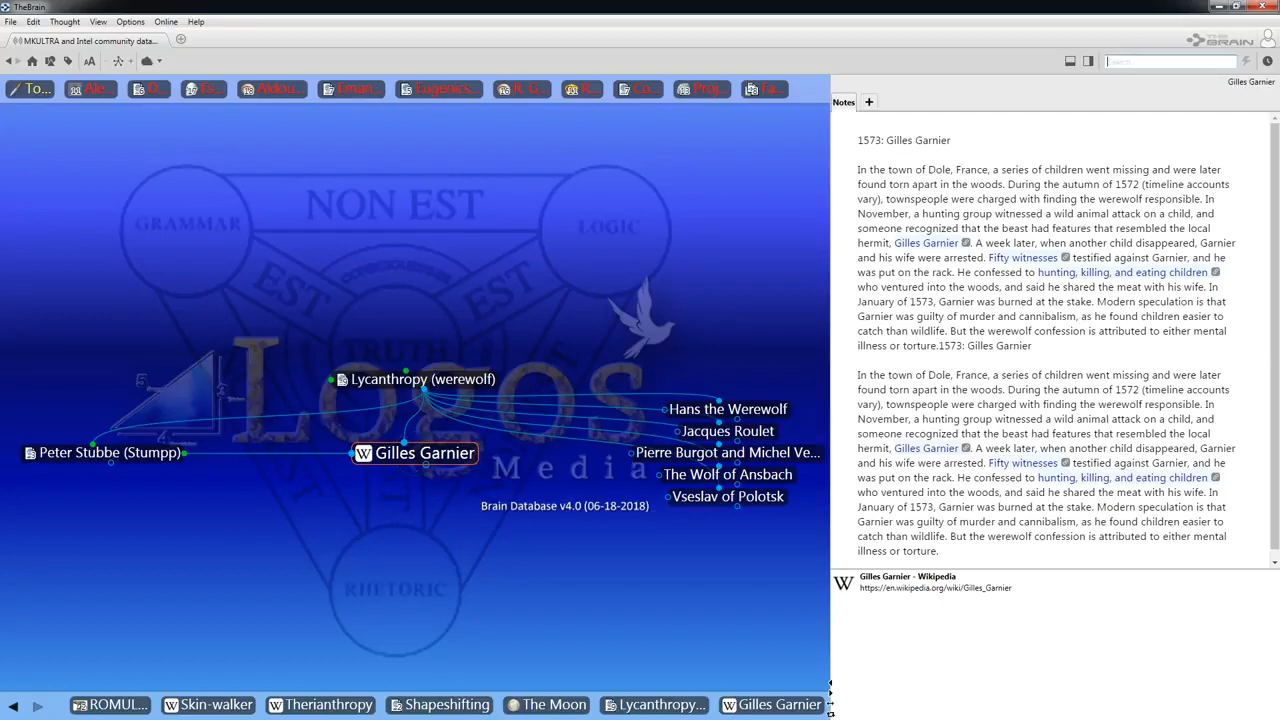 TheBrain
File Edit Thought View Options Online Help
MKULTRA and Intel community data...
THE BRAIN
Search
To... Ale... D... Ts... Aldou... Eman... Eugenics... R. G... R... Co... Proj... Fa...
Gilles Garnier
Notes
NON EST
GRAMMAR
LOGIC
CONSCIOUSNESS
EST
EST
TRUTH
EST
RHETORIC
4Logos
Media
Brain Database v4.0 (06-18-2018)
Lycanthropy (werewolf)
Peter Stubbe (Stumpp)
Gilles Garnier
Hans the Werewolf
Jacques Roulet
Pierre Burgot and Michel Ve...
The Wolf of Ansbach
Vseslav of Polotsk
1573: Gilles Garnier
In the town of Dole, France, a series of children went missing and were later
found torn apart in the woods. During the autumn of 1572 (timeline accounts
vary), townspeople were charged with finding the werewolf responsible. In
November, a hunting group witnessed a wild animal attack on a child, and
someone recognized that the beast had features that resembled the local
hermit, Gilles Garnier . A week later, when another child disappeared, Garnier
and his wife were arrested. Fifty witnesses testified against Garnier, and he
was put on the rack. He confessed to hunting, killing, and eating children
who ventured into the woods, and said he shared the meat with his wife. In
January of 1573, Garnier was burned at the stake. Modern speculation is that
Garnier was guilty of murder and cannibalism, as he found children easier to
catch than wildlife. But the werewolf confession is attributed to either mental
illness or torture.1573: Gilles Garnier
In the town of Dole, France, a series of children went missing and were later
found torn apart in the woods. During the autumn of 1572 (timeline accounts
vary), townspeople were charged with finding the werewolf responsible. In
November, a hunting group witnessed a wild animal attack on a child, and
someone recognized that the beast had features that resembled the local
hermit, Gilles Garnier . A week later, when another child disappeared, Garnier
and his wife were arrested. Fifty witnesses testified against Garnier, and he
was put on the rack. He confessed to hunting, killing, and eating children
who ventured into the woods, and said he shared the meat with his wife. In
January of 1573, Garnier was burned at the stake. Modern speculation is that
Garnier was guilty of murder and cannibalism, as he found children easier to
catch than wildlife. But the werewolf confession is attributed to either mental
illness or torture.
Gilles Garnier - Wikipedia
https://en.wikipedia.org/wiki/Gilles_Garnier
ROMUL... Skin-walker Therianthropy Shapeshifting The Moon Lycanthropy... Gilles Garnier